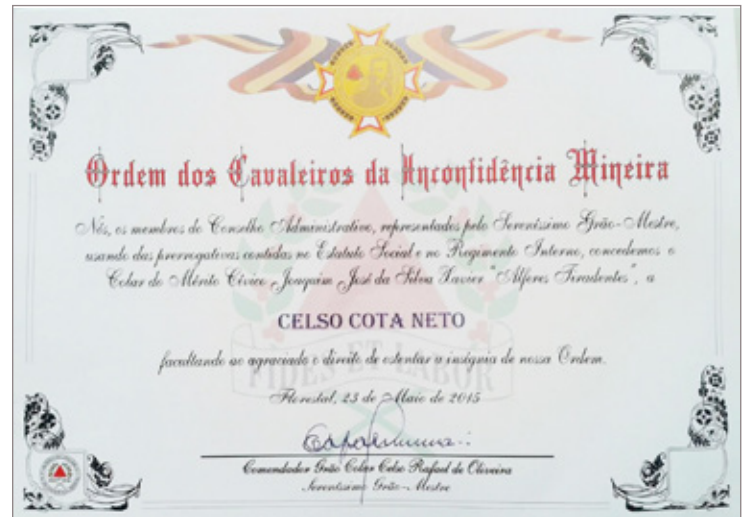 Ordem dos Cavaleiros da Inconfidência Mineira
Nós, os membros do Conselho Administrativo, representados pelo Sereníssimo Grão-Mestre,
usando das prerrogativas contidas no Estatuto Social e no Regimento Interno, concedemos o
Colar do Mérito Cívico Joaquim José da Silva Xavier "Alferes Tiradentes", a
CELSO COTA NETO
facultando ao agraciado o direito de ostentar a insígnia de nossa Ordem.
FIDES ET LABOR
Florestal, 23 de Maio de 2015
Comendador Grão Colar Celso Rafael de Oliveira
Sereníssimo Grão-Mestre